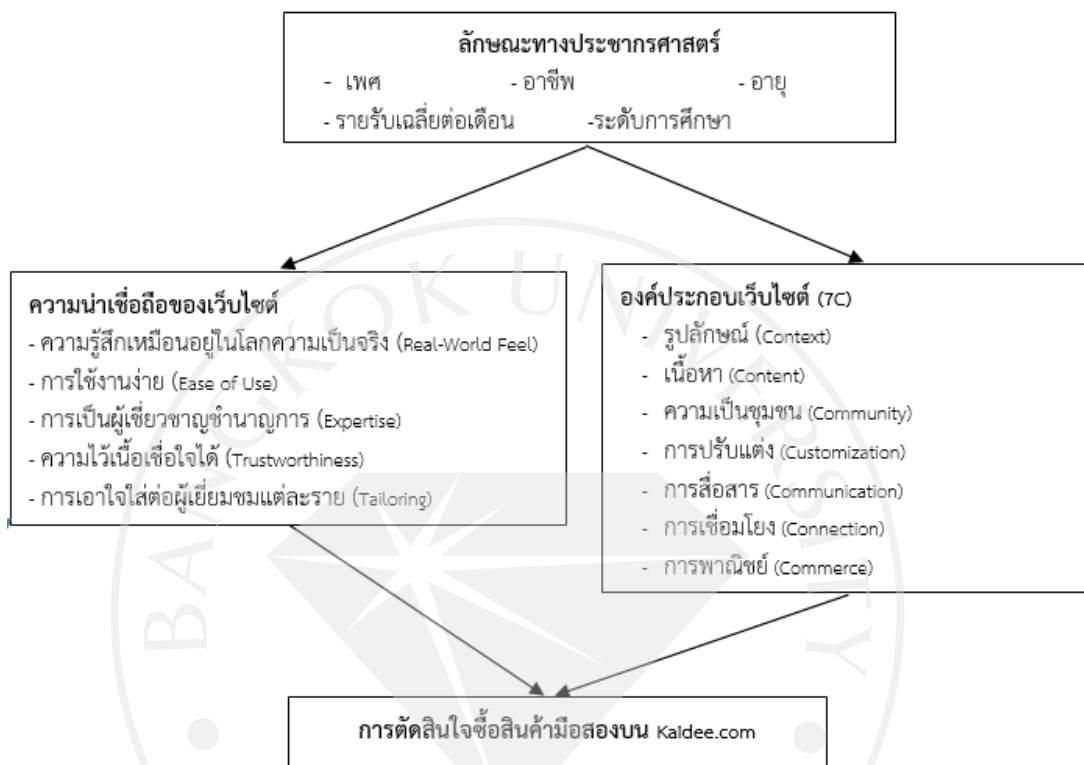 ลักษณะทางประชากรศาสตร์
- เพศ - อาชีพ - อายุ
- รายรับเฉลี่ยต่อเดือน -ระดับการศึกษา
ความน่าเชื่อถือของเว็บไซต์
- ความรู้สึกเหมือนอยู่ในโลกความเป็นจริง (Real-World Feel)
- การใช้งานง่าย (Ease of Use)
- การเป็นผู้เชี่ยวชาญชำนาญการ (Expertise)
- ความไว้เนื้อเชื่อใจได้ (Trustworthiness)
- การเอาใจใส่ต่อผู้เยี่ยมชมแต่ละราย (Tailoring)
องค์ประกอบเว็บไซต์ (7C)
- รูปลักษณ์ (Context)
- เนื้อหา (Content)
- ความเป็นชุมชน (Community)
- การปรับแต่ง (Customization)
- การสื่อสาร (Communication)
- การเชื่อมโยง (Connection)
- การพาณิชย์ (Commerce)
การตัดสินใจซื้อสินค้ามือสองบน Kaidee.com
BANGKOK UNIVERSITY